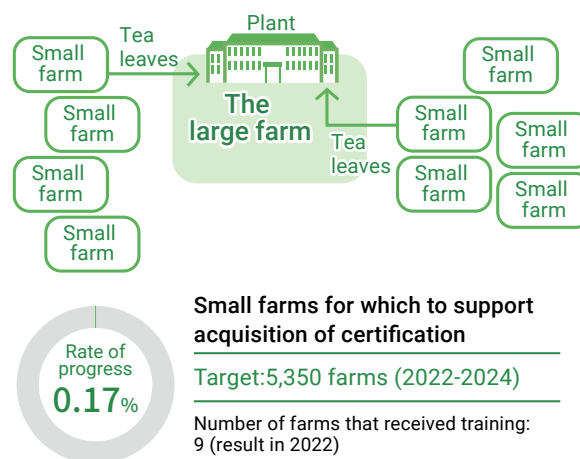 Plant
Small
farm
Tea
leaves
Small
farm
Small
farm
Small
farm
The
large farm
Tea
leaves
Small
farm
Small
farm
Small
farm
Small
farm
Small
farm
Rate of
progress
0.17%
Small farms for which to support
acquisition of certification
Target:5,350 farms (2022-2024)
Number of farms that received training:
9 (result in 2022)